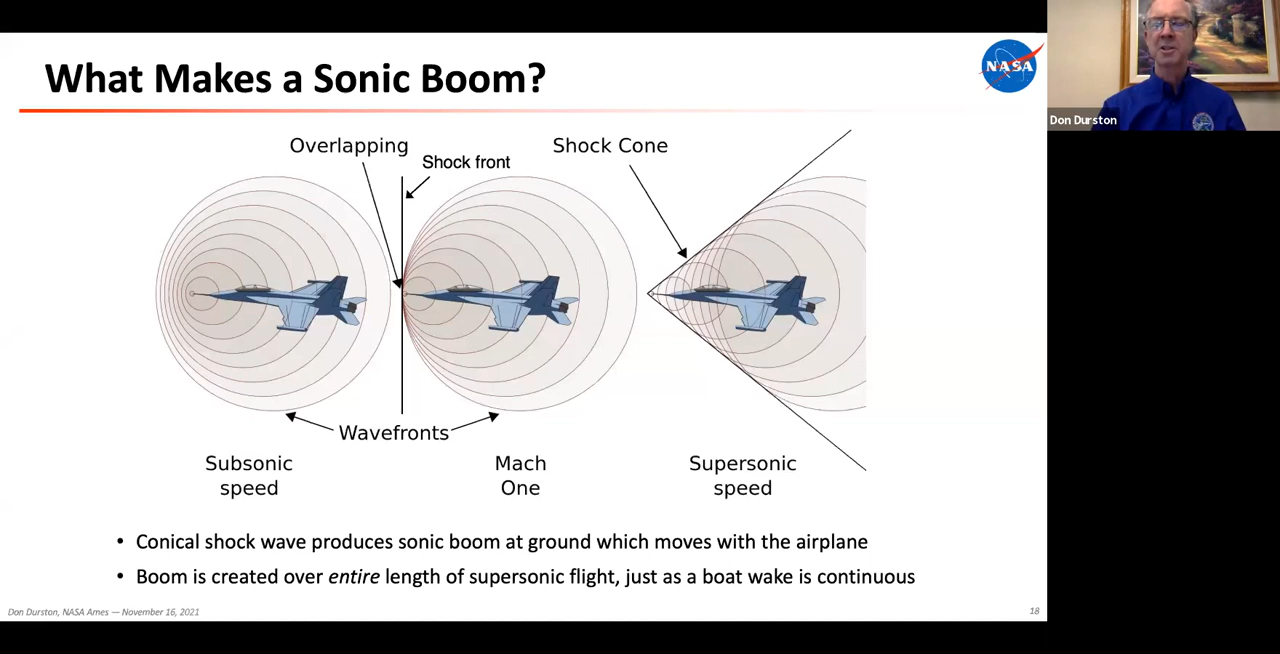 What Makes a Sonic Boom?
NASA
Don Durston
Overlapping
Shock front
Shock Cone
Wavefronts
Subsonic
speed
Mach
One
Supersonic
speed
• Conical shock wave produces sonic boom at ground which moves with the airplane
• Boom is created over entire length of supersonic flight, just as a boat wake is continuous
Don Durston, NASA Ames — November 16, 2021
18